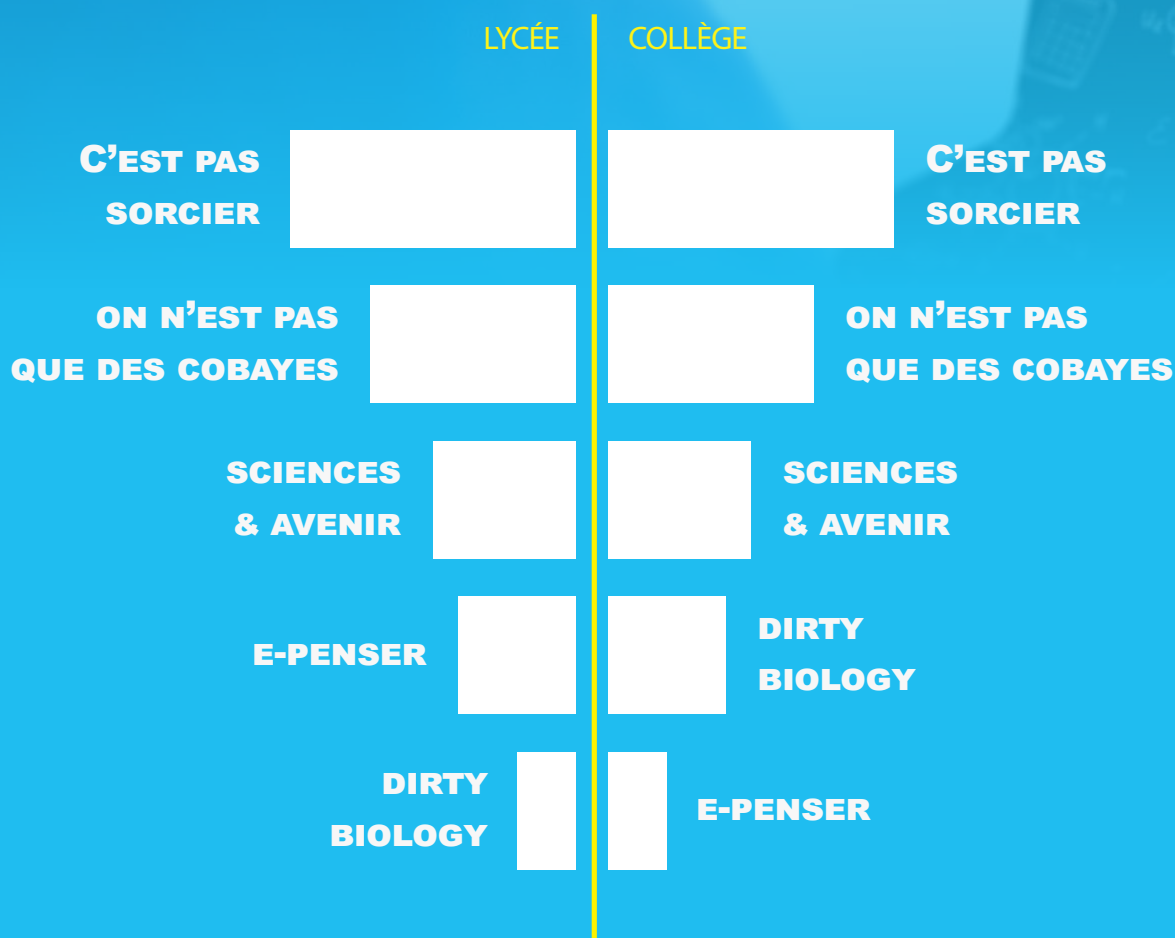 LYCÉE
COLLÈGE
C'EST PAS
SORCIER
C'EST PAS
SORCIER
ON N'EST PAS
QUE DES COBAYES
ON N'EST PAS
QUE DES COBAYES
SCIENCES
& AVENIR
SCIENCES
& AVENIR
E-PENSER
DIRTY
BIOLOGY
DIRTY
BIOLOGY
E-PENSER